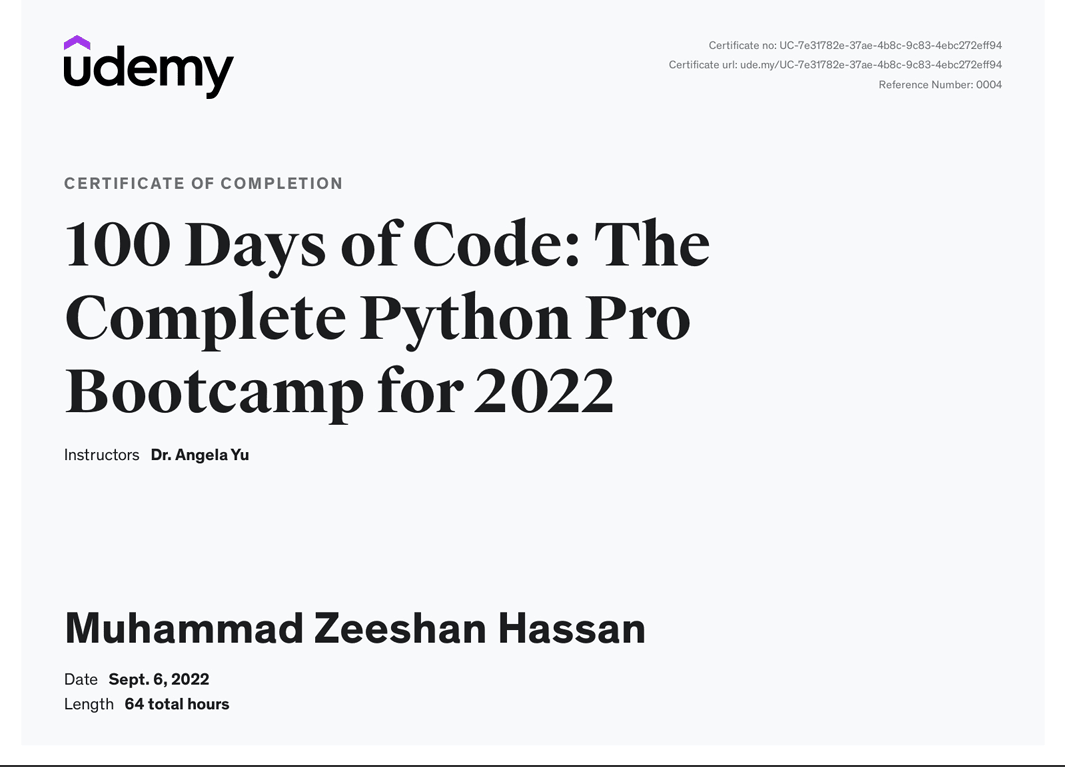 udemy
Certificate no: UC-7e31782e-37ae-4b8c-9c83-4ebc272eff94
Certificate url: ude.my/UC-7e31782e-37ae-4b8c-9c83-4ebc272eff94
Reference Number: 0004
CERTIFICATE OF COMPLETION
100 Days of Code: The
Complete Python Pro
Bootcamp for 2022
Instructors Dr. Angela Yu
Muhammad Zeeshan Hassan
Date Sept. 6, 2022
Length 64 total hours